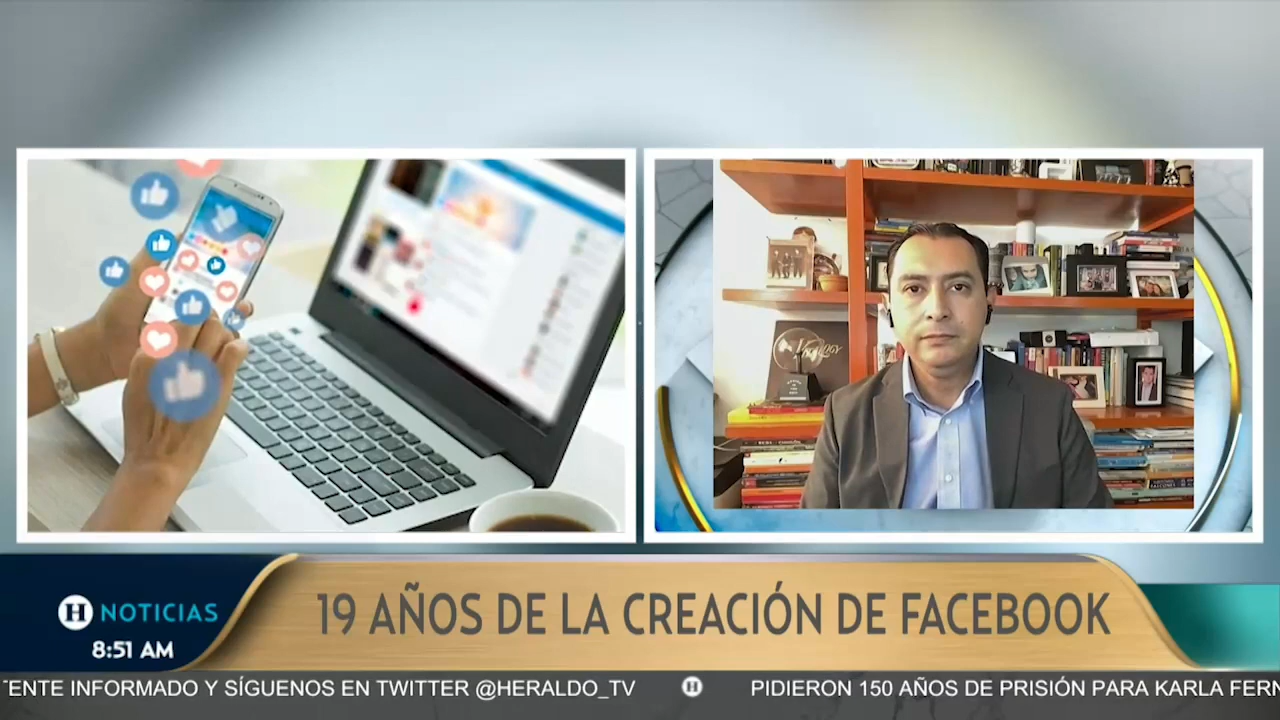 19 AÑOS DE LA CREACIÓN DE FACEBOOK
H NOTICIAS
8:51 AM
TENTE INFORMADO Y SÍGUENOS EN TWITTER @HERALDO_TV H PIDIERON 150 AÑOS DE PRISIÓN PARA KARLA FERN